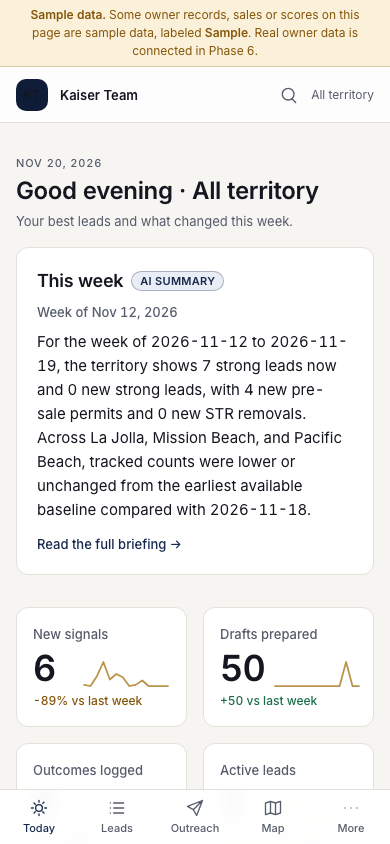 Sample data. Some owner records, sales or scores on this
page are sample data, labeled Sample. Real owner data is
connected in Phase 6.
Kaiser Team
All territory
NOV 20, 2026
Good evening · All territory
Your best leads and what changed this week.
This week
AI SUMMARY
Week of Nov 12, 2026
For the week of 2026-11-12 to 2026-11-
19, the territory shows 7 strong leads now
and 0 new strong leads, with 4 new pre-
sale permits and 0 new STR removals.
Across La Jolla, Mission Beach, and Pacific
Beach, tracked counts were lower or
unchanged from the earliest available
baseline compared with 2026-11-18.
Read the full briefing →
New signals
6
-89% vs last week
Drafts prepared
50
+50 vs last week
Outcomes logged
Active leads
Today
Leads
Outreach
Map
More